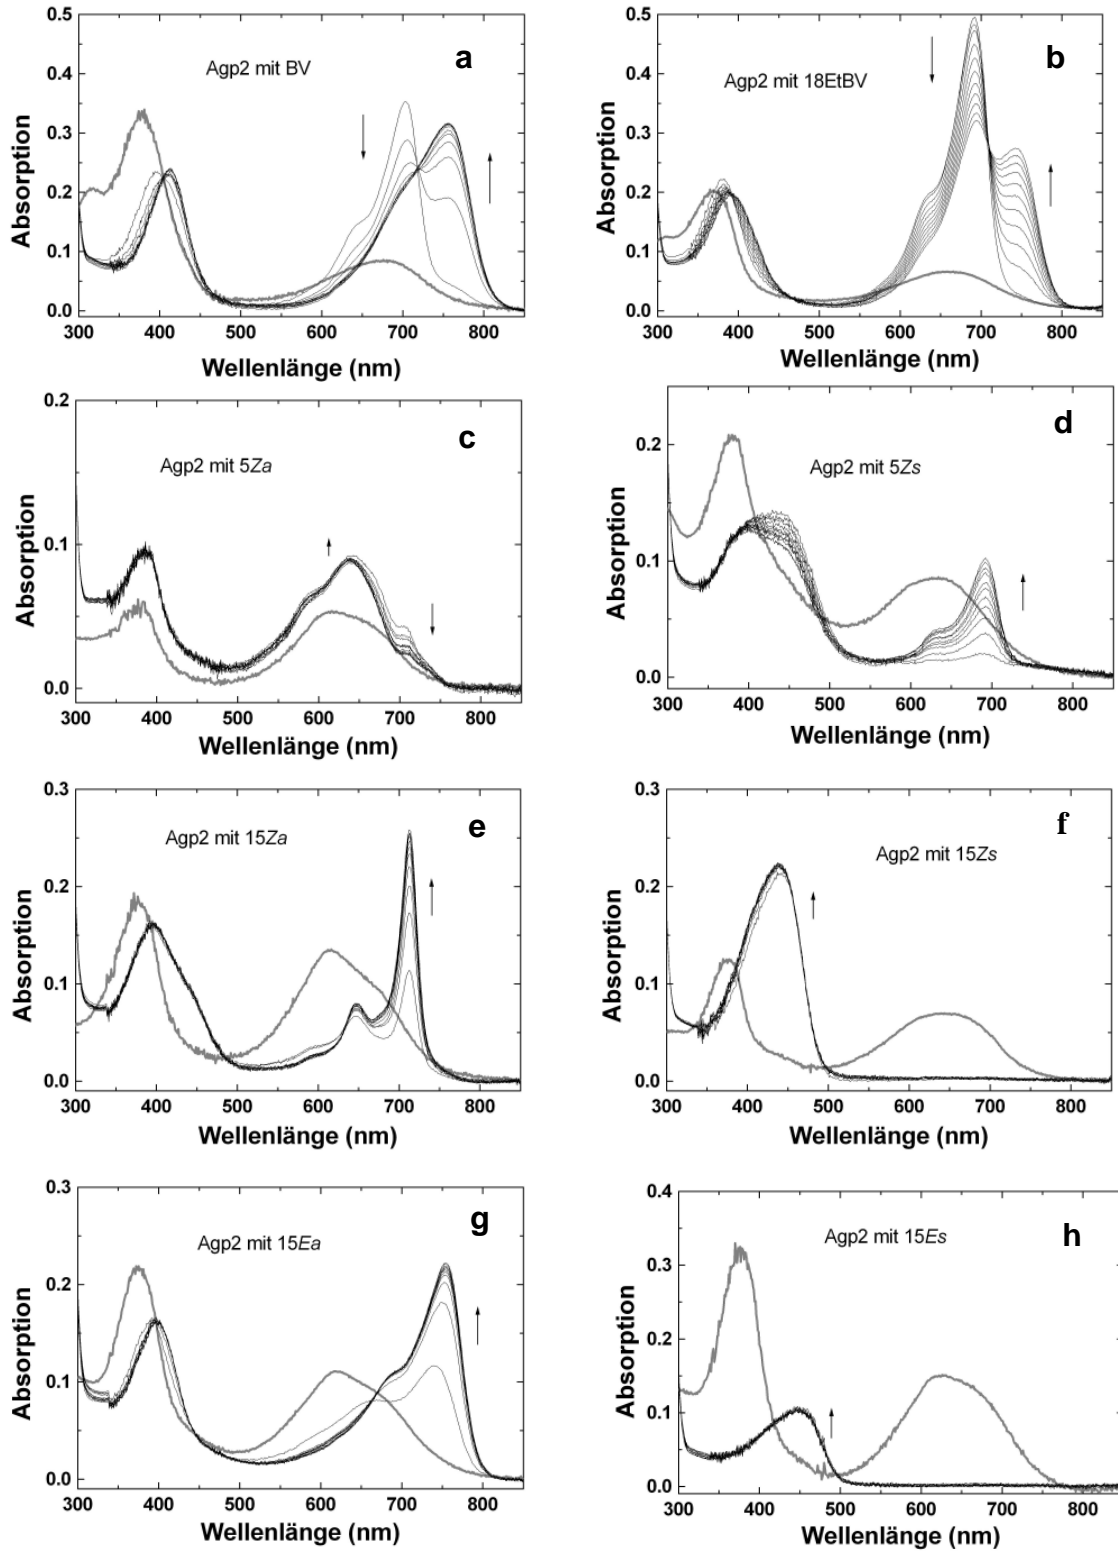 a
Agp2 mit BV
Absorption
0.5
0.4
0.3
0.2
0.1
0.0
300 400 500 600 700 800
Wellenlänge (nm)
b
Agp2 mit 18EtBV
Absorption
0.5
0.4
0.3
0.2
0.1
0.0
300 400 500 600 700 800
Wellenlänge (nm)
c
Agp2 mit 5Za
Absorption
0.2
0.1
0.0
300 400 500 600 700 800
Wellenlänge (nm)
d
Agp2 mit 5Zs
Absorption
0.2
0.1
0.0
300 400 500 600 700 800
Wellenlänge (nm)
e
Agp2 mit 15Za
Absorption
0.3
0.2
0.1
0.0
300 400 500 600 700 800
Wellenlänge (nm)
f
Agp2 mit 15Zs
Absorption
0.3
0.2
0.1
0.0
300 400 500 600 700 800
Wellenlänge (nm)
g
Agp2 mit 15Ea
Absorption
0.3
0.2
0.1
0.0
300 400 500 600 700 800
Wellenlänge (nm)
h
Agp2 mit 15Es
Absorption
0.4
0.3
0.2
0.1
0.0
300 400 500 600 700 800
Wellenlänge (nm)